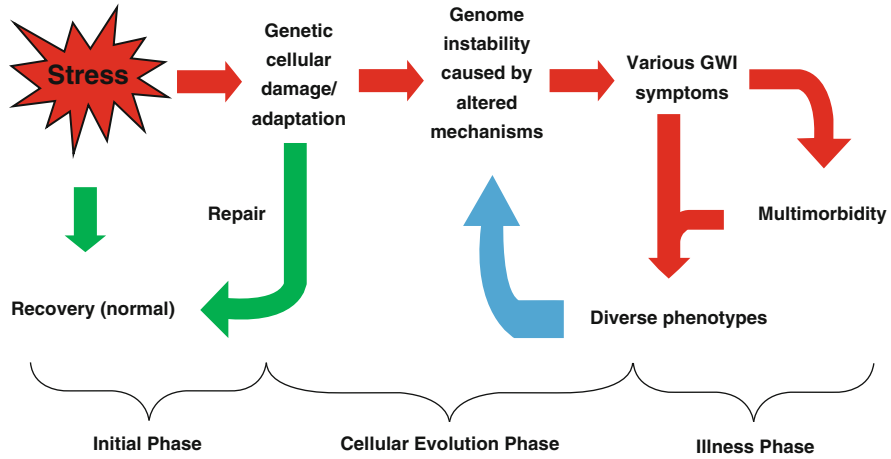 Stress
Genetic
cellular
damage/
adaptation
Genome
instability
caused by
altered
mechanisms
Various GWI
symptoms
Repair
Multimorbidity
Recovery (normal)
Diverse phenotypes
Initial Phase
Cellular Evolution Phase
Illness Phase